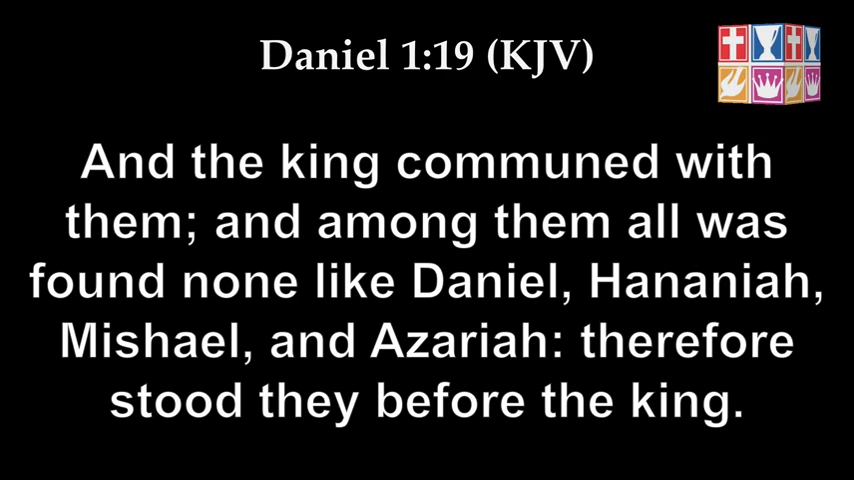 Daniel 1:19 (KJV)
And the king communed with
them; and among them all was
found none like Daniel, Hananiah,
Mishael, and Azariah: therefore
stood they before the king.